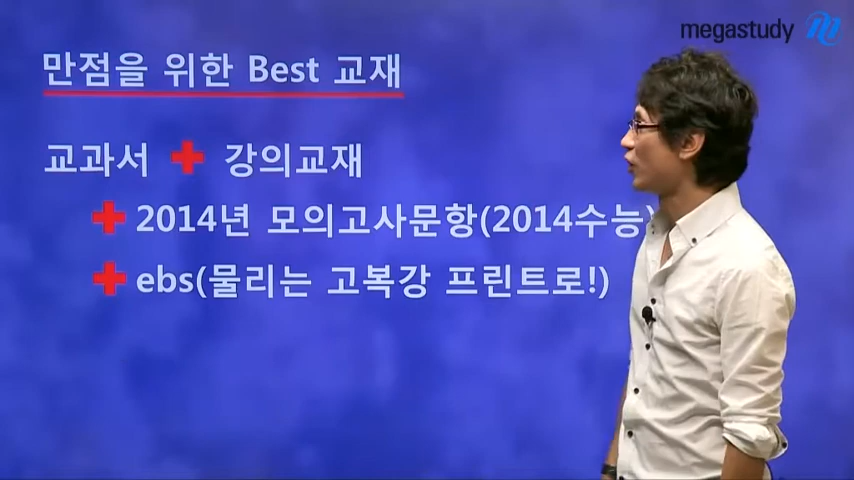 megastudy
만점을 위한 Best 교재
교과서 + 강의교재
+ 2014년 모의고사문항(2014수능)
+ ebs(물리는 고복강 프린트로!)